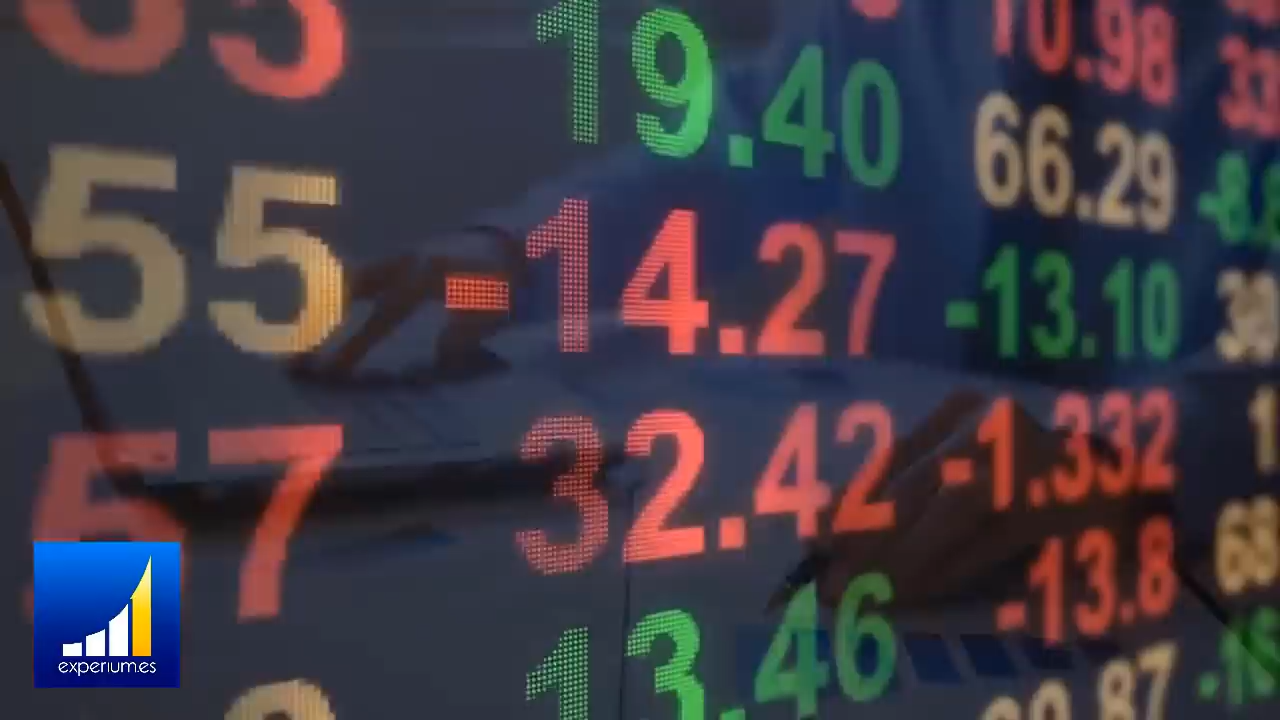 19.40 10.98
55 66.29
-14.27 -13.10
57 32.42 -1.332
-13.8
13.46
experium.es